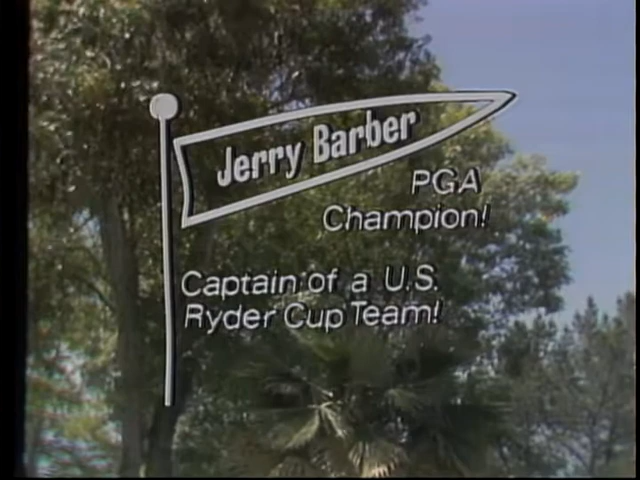 Jerry Barber
PGA
Champion!
Captain of a U.S.
Ryder Cup Team!